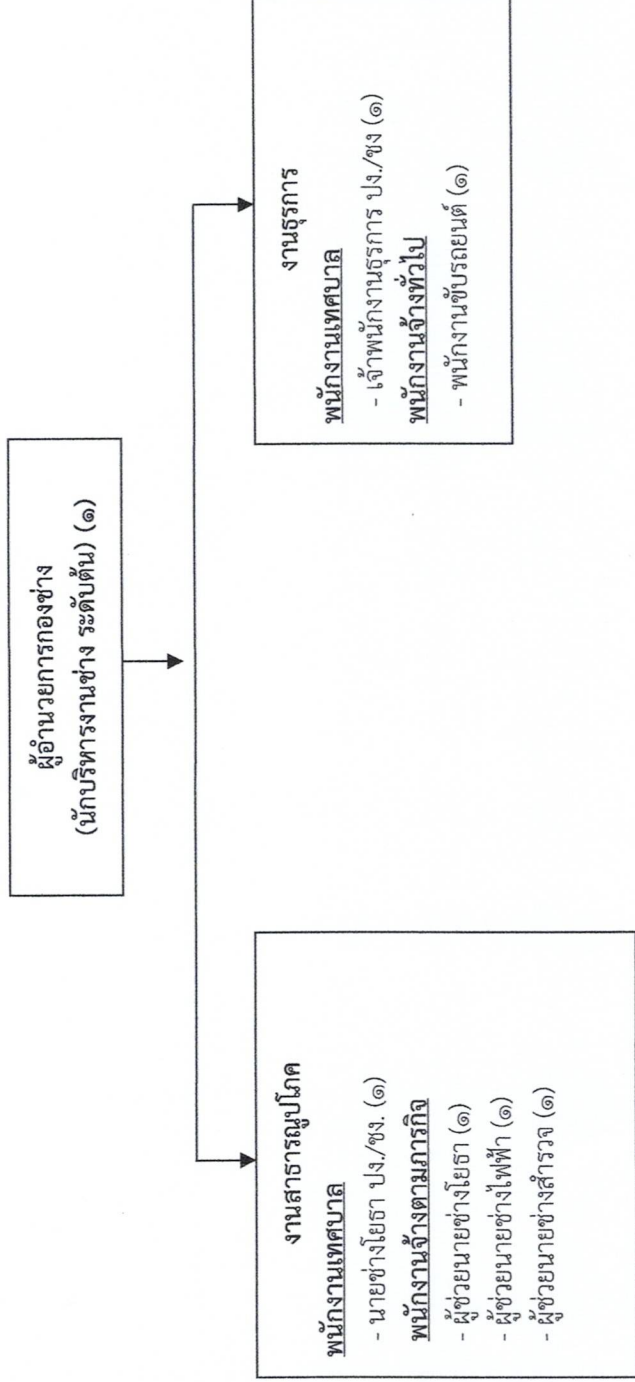 ผู้อำนวยการกองช่าง
(นักบริหารงานช่าง ระดับต้น) (๑)
งานสาธารณูปโภค
พนักงานเทศบาล
- นายช่างโยธา ปง./ชง. (๑)
พนักงานจ้างตามภารกิจ
- ผู้ช่วยนายช่างโยธา (๑)
- ผู้ช่วยนายช่างไฟฟ้า (๑)
- ผู้ช่วยนายช่างสำรวจ (๑)
งานธุรการ
พนักงานเทศบาล
- เจ้าพนักงานธุรการ ปง./ชง (๑)
พนักงานจ้างทั่วไป
- พนักงานขับรถยนต์ (๑)